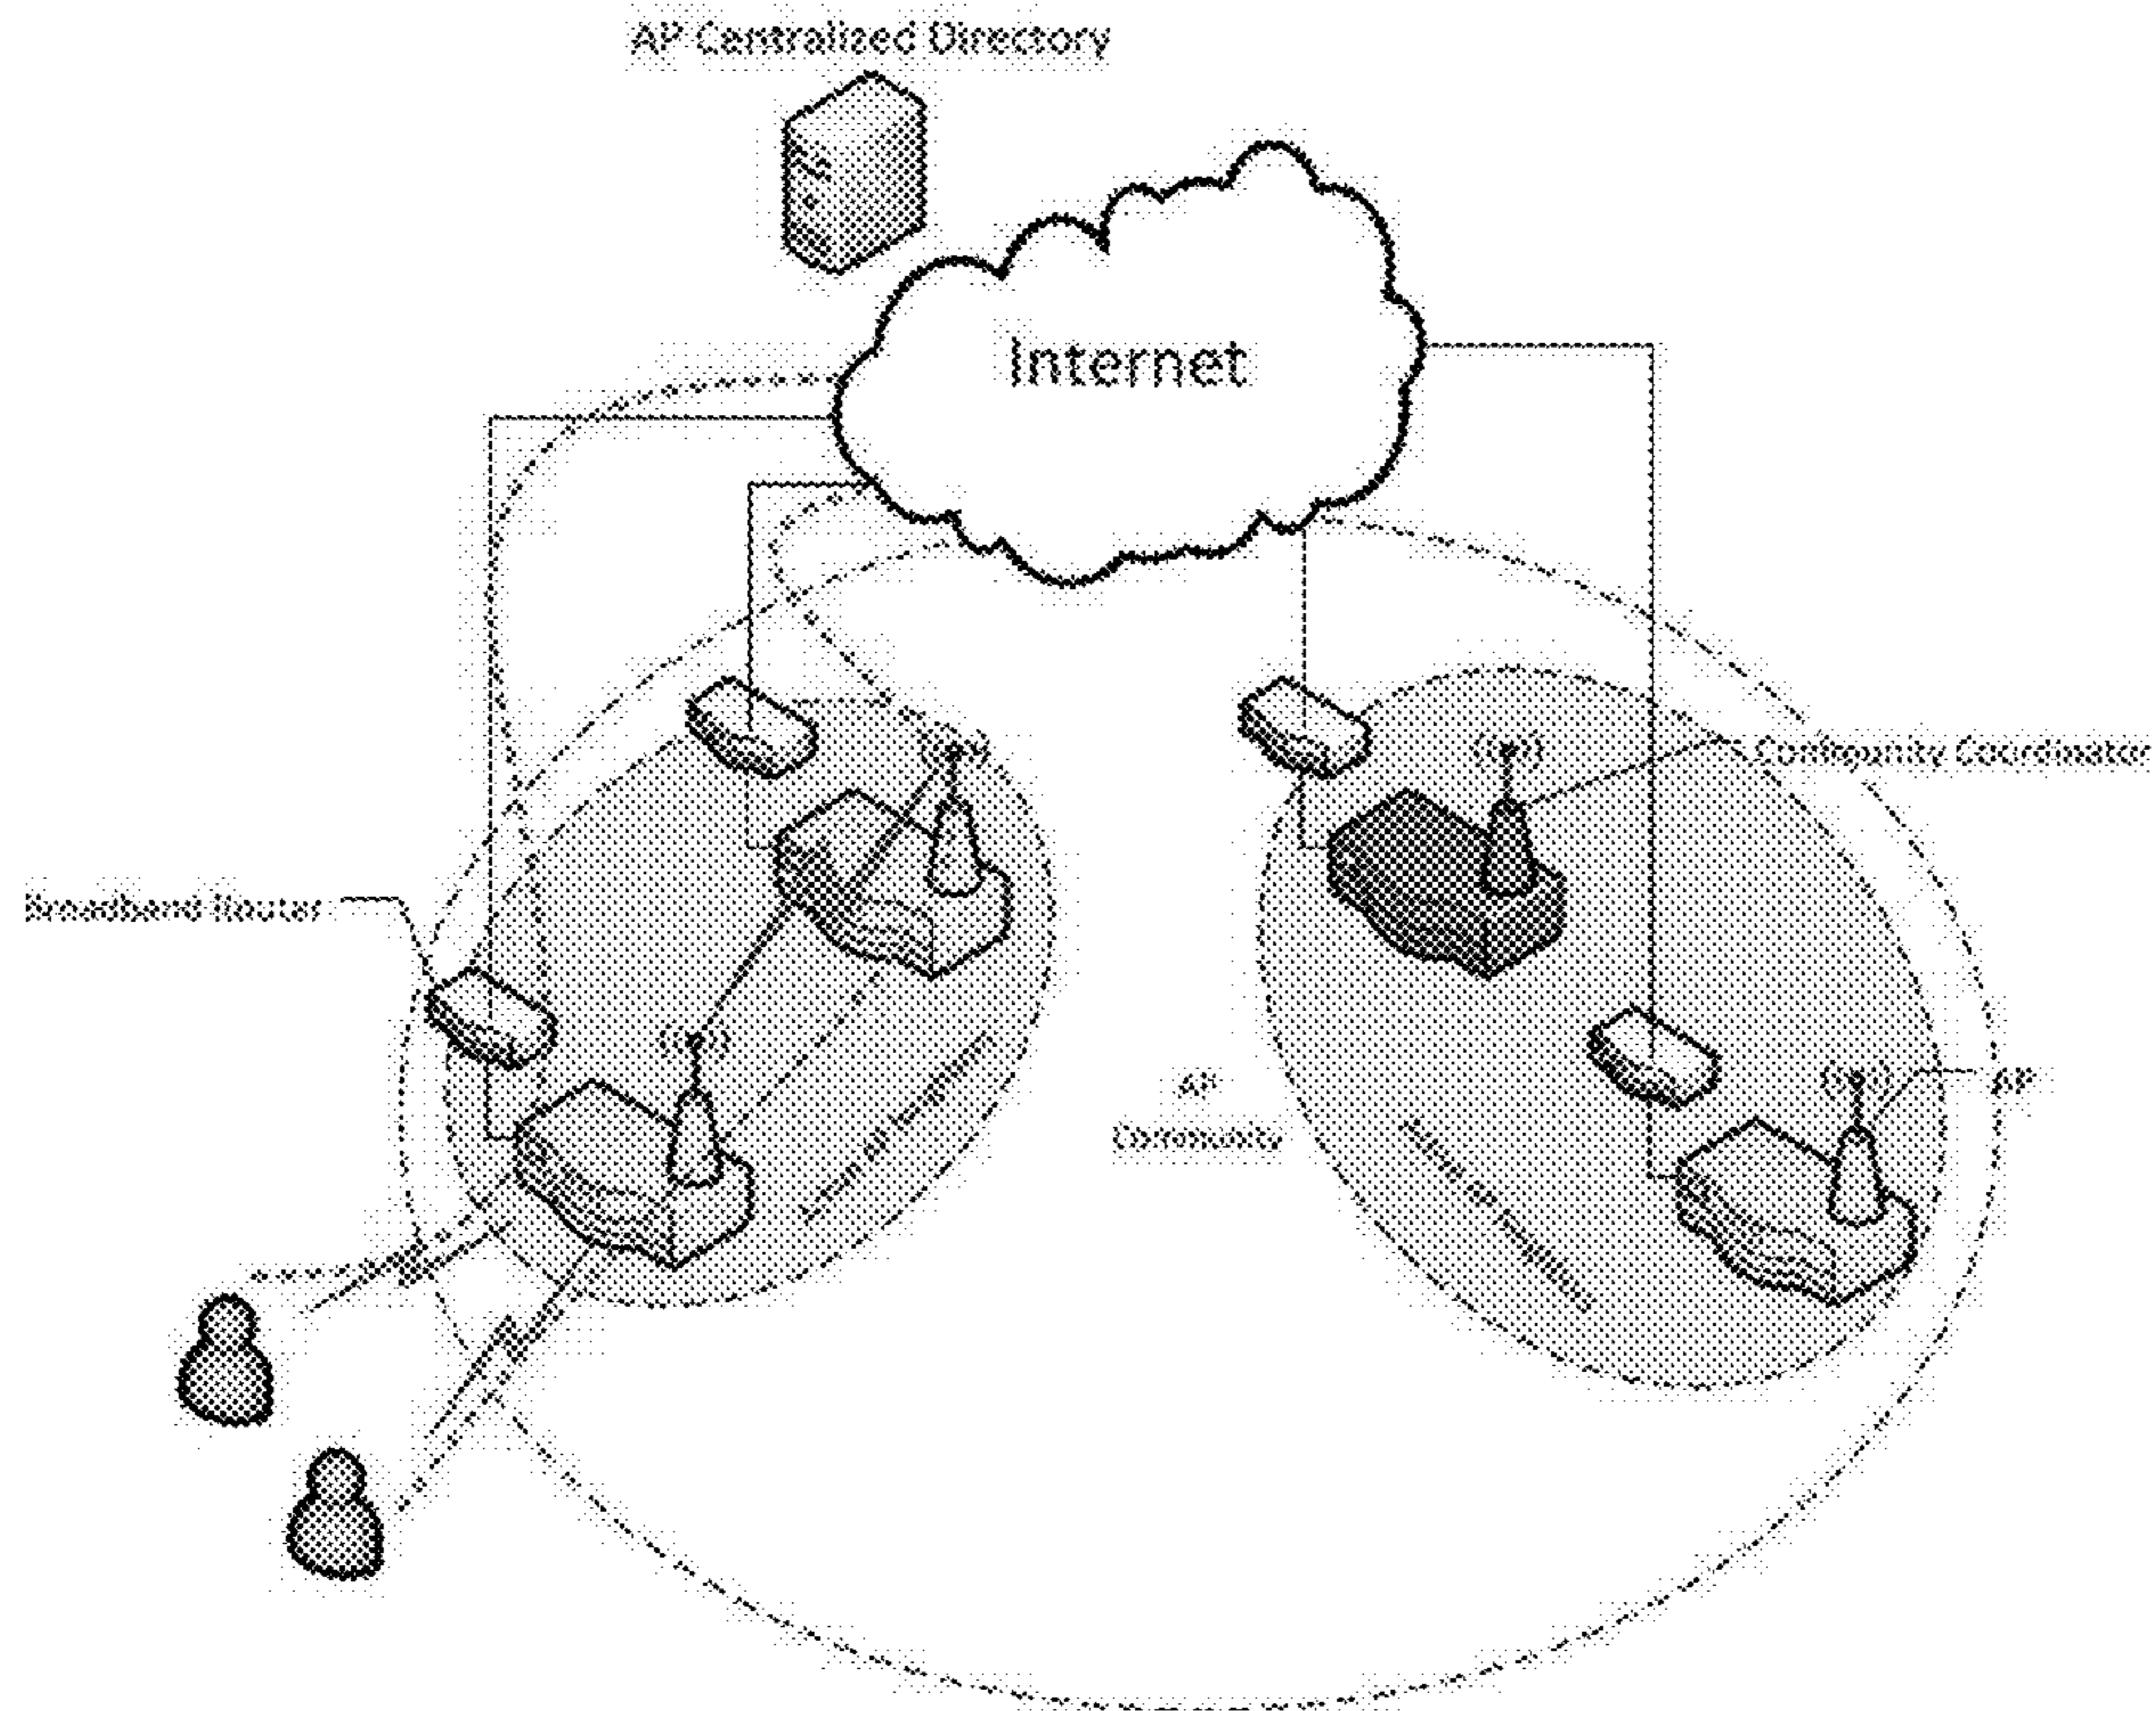 AP Centralized Directory
Internet
Community Coordinator
Broadband Router
AP
Community
AP